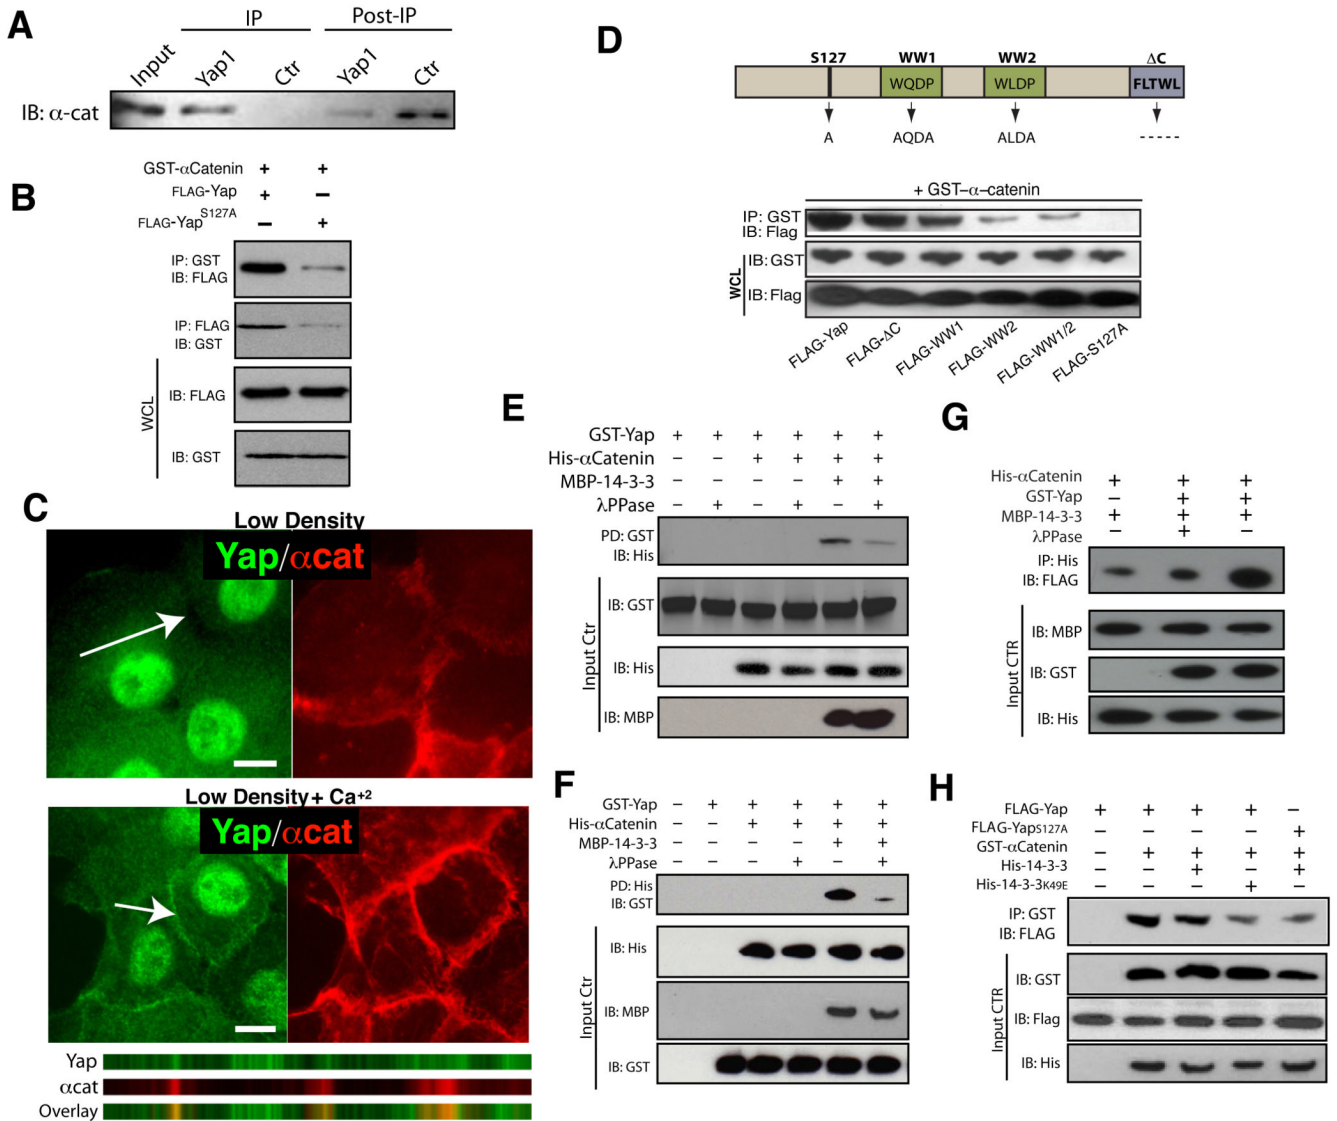 A
IP
Post-IP
Input
Yap1
Ctr
Yap1
Ctr
IB: α-cat
B
GST-αCatenin + +
FLAG-Yap + −
FLAG-YapS127A − +
IP: GST
IB: FLAG
IP: FLAG
IB: GST
WCL
IB: FLAG
IB: GST
C
Low Density
Yap/αcat
Low Density + Ca+2
Yap/αcat
Yap
αcat
Overlay
D
S127 WW1 WW2 ΔC
WQDP WLDP FLTWL
A AQDA ALDA -----
+ GST–α–catenin
IP: GST
IB: Flag
WCL
IB: GST
IB: Flag
FLAG-Yap
FLAG-ΔC
FLAG-WW1
FLAG-WW2
FLAG-WW1/2
FLAG-S127A
E
GST-Yap + + + + + +
His-αCatenin − − + + + +
MBP-14-3-3 − − − − + +
λPPase − + − + − +
PD: GST
IB: His
Input Ctr
IB: GST
IB: His
IB: MBP
F
GST-Yap − + + + + +
His-αCatenin − − + + + +
MBP-14-3-3 − − − − + +
λPPase − − − + − +
PD: His
IB: GST
Input Ctr
IB: His
IB: MBP
IB: GST
G
His-αCatenin + + +
GST-Yap − + +
MBP-14-3-3 + + +
λPPase − + −
IP: His
IB: FLAG
Input CTR
IB: MBP
IB: GST
IB: His
H
FLAG-Yap + + + + −
FLAG-YapS127A − − − − +
GST-αCatenin − + + + +
His-14-3-3 − − + − +
His-14-3-3K49E − − − + −
IP: GST
IB: FLAG
Input CTR
IB: GST
IB: Flag
IB: His